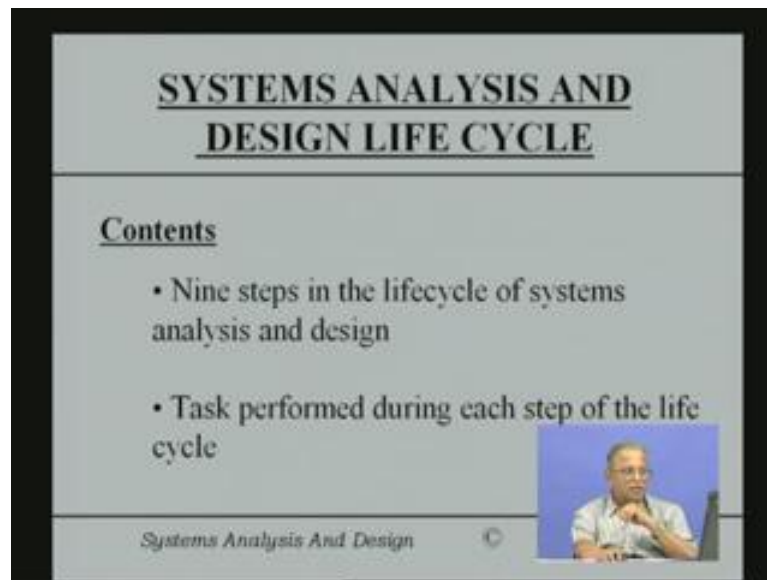 SYSTEMS ANALYSIS AND
DESIGN LIFE CYCLE
Contents
• Nine steps in the lifecycle of systems
analysis and design
• Task performed during each step of the life
cycle
Systems Analysis And Design ©